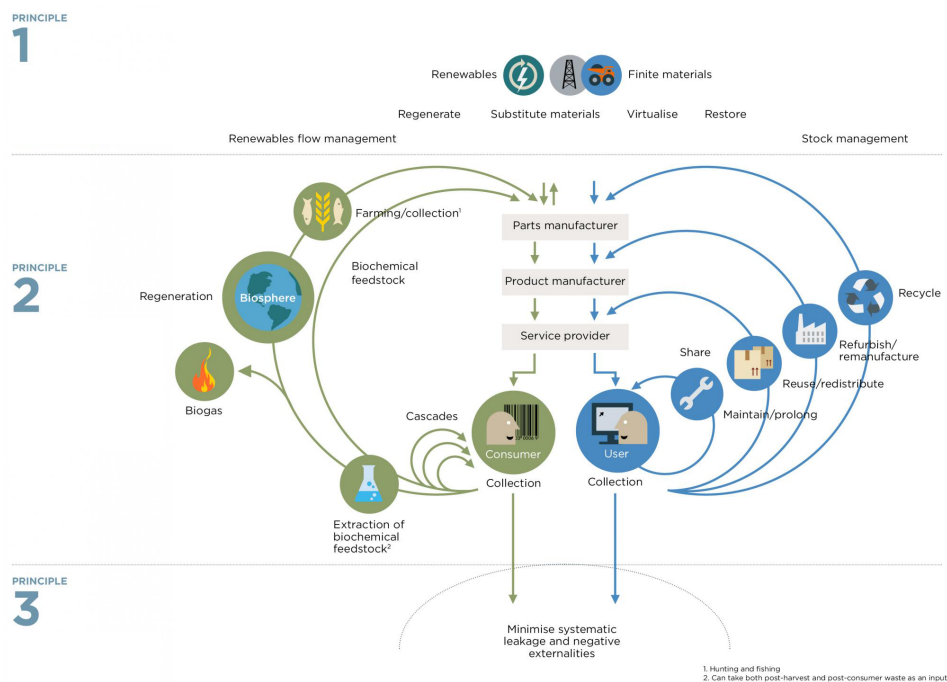 PRINCIPLE
1
Renewables
Finite materials
Regenerate
Substitute materials
Virtualise
Restore
Renewables flow management
Stock management
PRINCIPLE
2
Farming/collection¹
Parts manufacturer
Biochemical
feedstock
Regeneration
Biosphere
Product manufacturer
Recycle
Service provider
Share
Refurbish/
remanufacture
Reuse/redistribute
Biogas
Cascades
Maintain/prolong
Consumer
User
Collection
Collection
Extraction of
biochemical
feedstock²
PRINCIPLE
3
Minimise systematic
leakage and negative
externalities
1. Hunting and fishing
2. Can take both post-harvest and post-consumer waste as an input